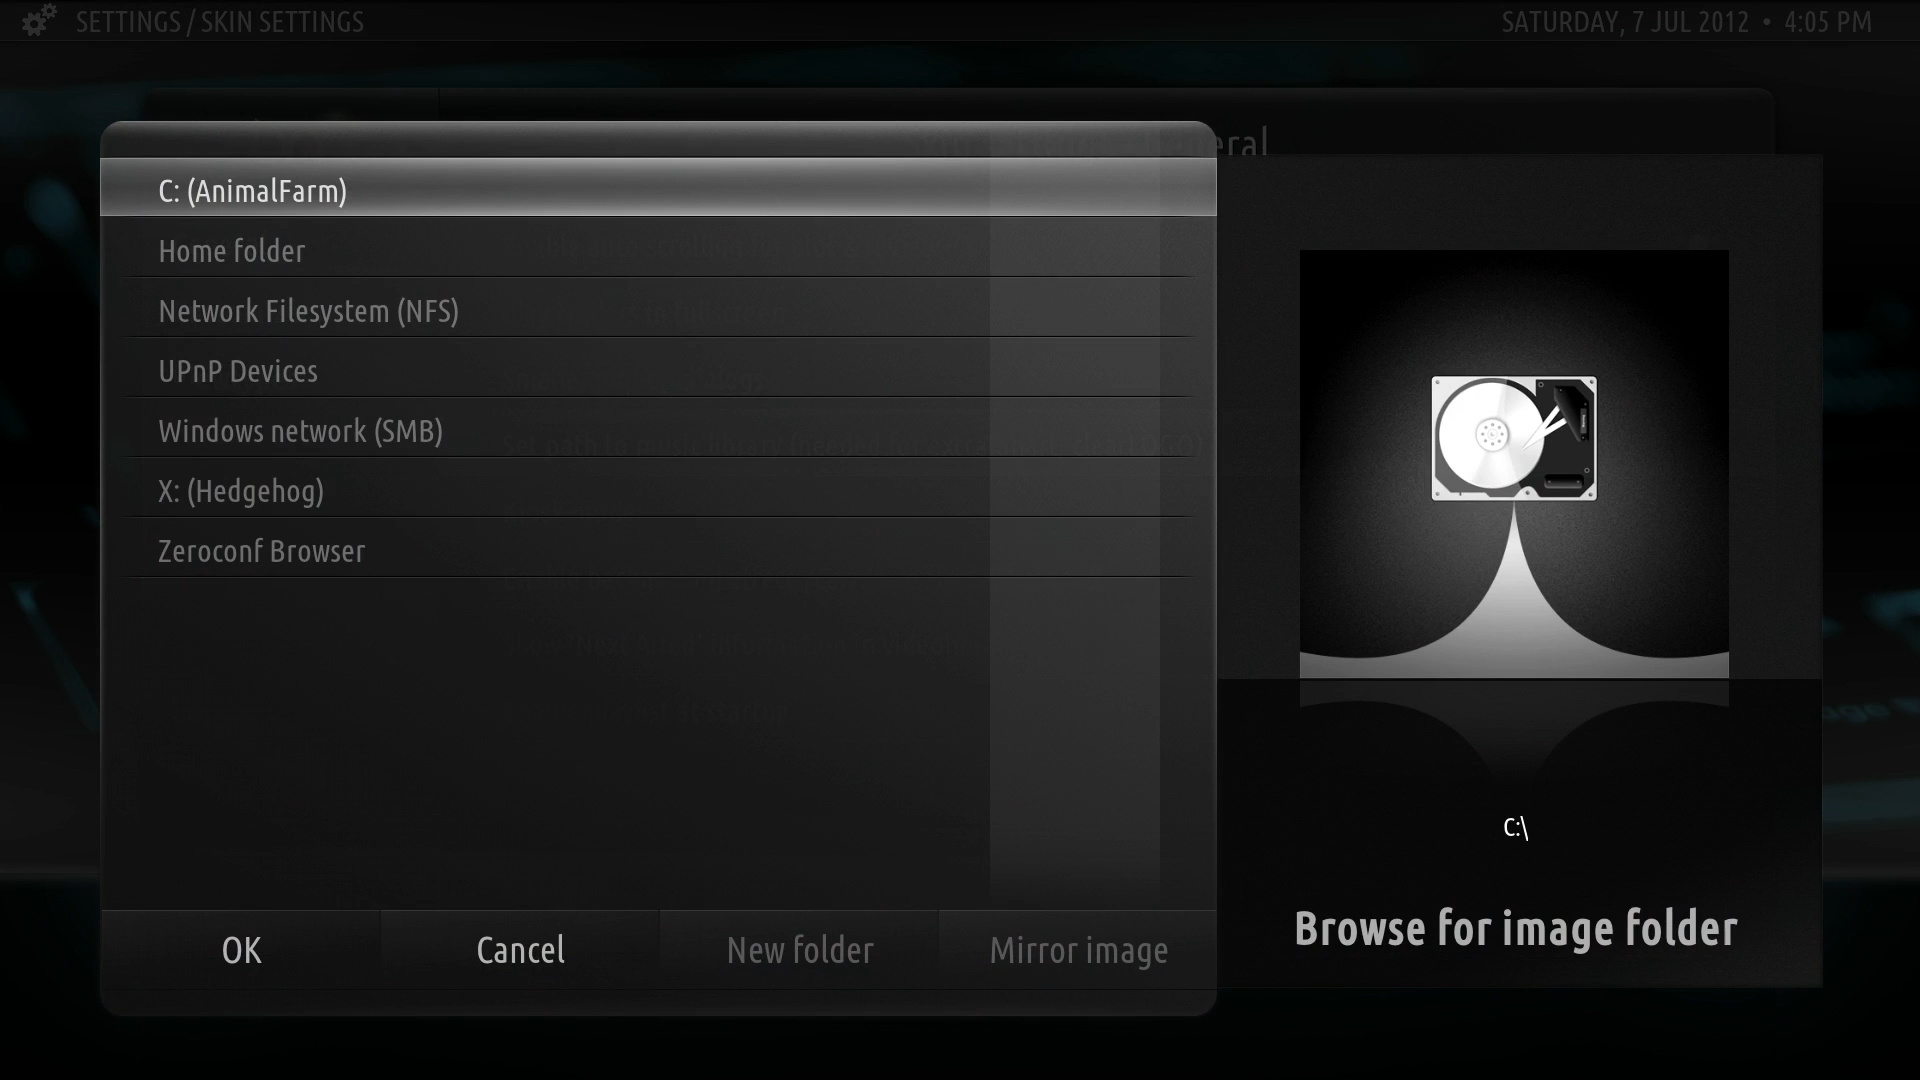 SETTINGS / SKIN SETTINGS
SATURDAY, 7 JUL 2012 • 4:05 PM
C: (AnimalFarm)
Home folder
Network Filesystem (NFS)
UPnP Devices
Windows network (SMB)
X: (Hedgehog)
Zeroconf Browser
OK
Cancel
New folder
Mirror image
C:\
Browse for image folder